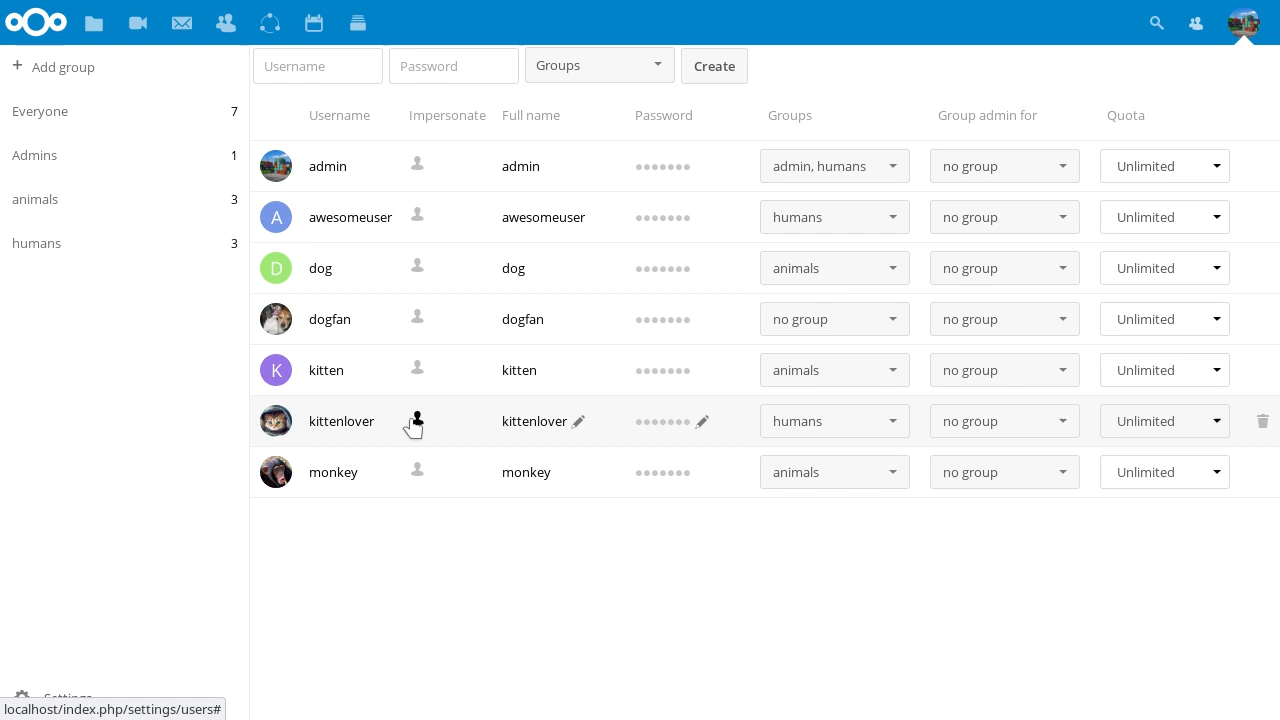 Add group
Everyone 7
Admins 1
animals 3
humans 3
Username Password Groups Create
Username Impersonate Full name Password Groups Group admin for Quota
admin admin admin, humans no group Unlimited
A awesomeuser awesomeuser humans no group Unlimited
D dog dog animals no group Unlimited
dogfan dogfan no group no group Unlimited
K kitten kitten animals no group Unlimited
kittenlover kittenlover humans no group Unlimited
monkey monkey animals no group Unlimited
Settings
localhost/index.php/settings/users#